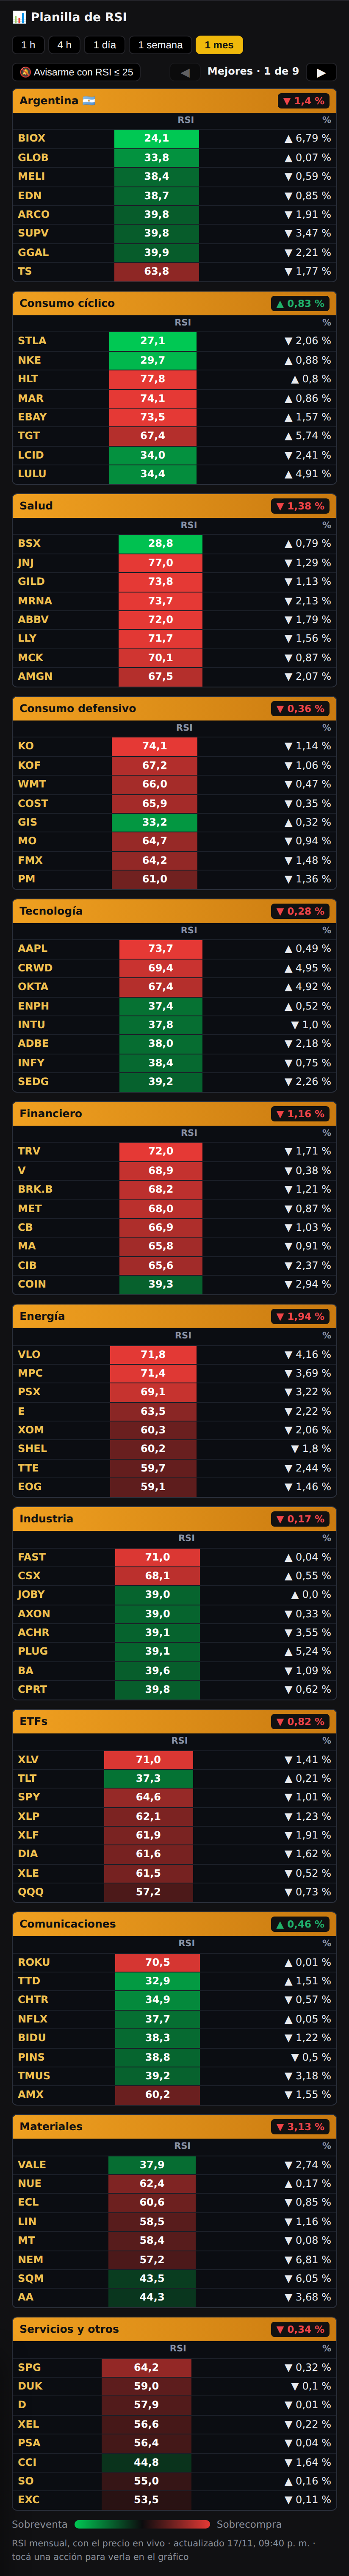 📊 Planilla de RSI
1 h 4 h 1 día 1 semana 1 mes
🔕 Avisarme con RSI ≤ 25 ◀ Mejores · 1 de 9 ▶
Argentina 🇦🇷 ▼ 1,4 %
RSI %
BIOX 24,1 ▲ 6,79 %
GLOB 33,8 ▲ 0,07 %
MELI 38,4 ▼ 0,59 %
EDN 38,7 ▼ 0,85 %
ARCO 39,8 ▼ 1,91 %
SUPV 39,8 ▼ 3,47 %
GGAL 39,9 ▼ 2,21 %
TS 63,8 ▼ 1,77 %
Consumo cíclico ▲ 0,83 %
RSI %
STLA 27,1 ▼ 2,06 %
NKE 29,7 ▲ 0,88 %
HLT 77,8 ▲ 0,8 %
MAR 74,1 ▲ 0,86 %
EBAY 73,5 ▲ 1,57 %
TGT 67,4 ▲ 5,74 %
LCID 34,0 ▼ 2,41 %
LULU 34,4 ▲ 4,91 %
Salud ▼ 1,38 %
RSI %
BSX 28,8 ▲ 0,79 %
JNJ 77,0 ▼ 1,29 %
GILD 73,8 ▼ 1,13 %
MRNA 73,7 ▼ 2,13 %
ABBV 72,0 ▼ 1,79 %
LLY 71,7 ▼ 1,56 %
MCK 70,1 ▼ 0,87 %
AMGN 67,5 ▼ 2,07 %
Consumo defensivo ▼ 0,36 %
RSI %
KO 74,1 ▼ 1,14 %
KOF 67,2 ▼ 1,06 %
WMT 66,0 ▼ 0,47 %
COST 65,9 ▼ 0,35 %
GIS 33,2 ▲ 0,32 %
MO 64,7 ▼ 0,94 %
FMX 64,2 ▼ 1,48 %
PM 61,0 ▼ 1,36 %
Tecnología ▼ 0,28 %
RSI %
AAPL 73,7 ▲ 0,49 %
CRWD 69,4 ▲ 4,95 %
OKTA 67,4 ▲ 4,92 %
ENPH 37,4 ▲ 0,52 %
INTU 37,8 ▼ 1,0 %
ADBE 38,0 ▼ 2,18 %
INFY 38,4 ▼ 0,75 %
SEDG 39,2 ▼ 2,26 %
Financiero ▼ 1,16 %
RSI %
TRV 72,0 ▼ 1,71 %
V 68,9 ▼ 0,38 %
BRK.B 68,2 ▼ 1,21 %
MET 68,0 ▼ 0,87 %
CB 66,9 ▼ 1,03 %
MA 65,8 ▼ 0,91 %
CIB 65,6 ▼ 2,37 %
COIN 39,3 ▼ 2,94 %
Energía ▼ 1,94 %
RSI %
VLO 71,8 ▼ 4,16 %
MPC 71,4 ▼ 3,69 %
PSX 69,1 ▼ 3,22 %
E 63,5 ▼ 2,22 %
XOM 60,3 ▼ 2,06 %
SHEL 60,2 ▼ 1,8 %
TTE 59,7 ▼ 2,44 %
EOG 59,1 ▼ 1,46 %
Industria ▼ 0,17 %
RSI %
FAST 71,0 ▲ 0,04 %
CSX 68,1 ▲ 0,55 %
JOBY 39,0 ▲ 0,0 %
AXON 39,0 ▼ 0,33 %
ACHR 39,1 ▼ 3,55 %
PLUG 39,1 ▲ 5,24 %
BA 39,6 ▼ 1,09 %
CPRT 39,8 ▼ 0,62 %
ETFs ▼ 0,82 %
RSI %
XLV 71,0 ▼ 1,41 %
TLT 37,3 ▲ 0,21 %
SPY 64,6 ▼ 1,01 %
XLP 62,1 ▼ 1,23 %
XLF 61,9 ▼ 1,91 %
DIA 61,6 ▼ 1,62 %
XLE 61,5 ▼ 0,52 %
QQQ 57,2 ▼ 0,73 %
Comunicaciones ▲ 0,46 %
RSI %
ROKU 70,5 ▲ 0,01 %
TTD 32,9 ▲ 1,51 %
CHTR 34,9 ▼ 0,57 %
NFLX 37,7 ▲ 0,05 %
BIDU 38,3 ▼ 1,22 %
PINS 38,8 ▼ 0,5 %
TMUS 39,2 ▼ 3,18 %
AMX 60,2 ▼ 1,55 %
Materiales ▼ 3,13 %
RSI %
VALE 37,9 ▼ 2,74 %
NUE 62,4 ▲ 0,17 %
ECL 60,6 ▼ 0,85 %
LIN 58,5 ▼ 1,16 %
MT 58,4 ▼ 0,08 %
NEM 57,2 ▼ 6,81 %
SQM 43,5 ▼ 6,05 %
AA 44,3 ▼ 3,68 %
Servicios y otros ▼ 0,34 %
RSI %
SPG 64,2 ▼ 0,32 %
DUK 59,0 ▼ 0,1 %
D 57,9 ▼ 0,01 %
XEL 56,6 ▼ 0,22 %
PSA 56,4 ▼ 0,04 %
CCI 44,8 ▼ 1,64 %
SO 55,0 ▲ 0,16 %
EXC 53,5 ▼ 0,11 %
Sobreventa Sobrecompra
RSI mensual, con el precio en vivo · actualizado 17/11, 09:40 p. m. ·
tocá una acción para verla en el gráfico